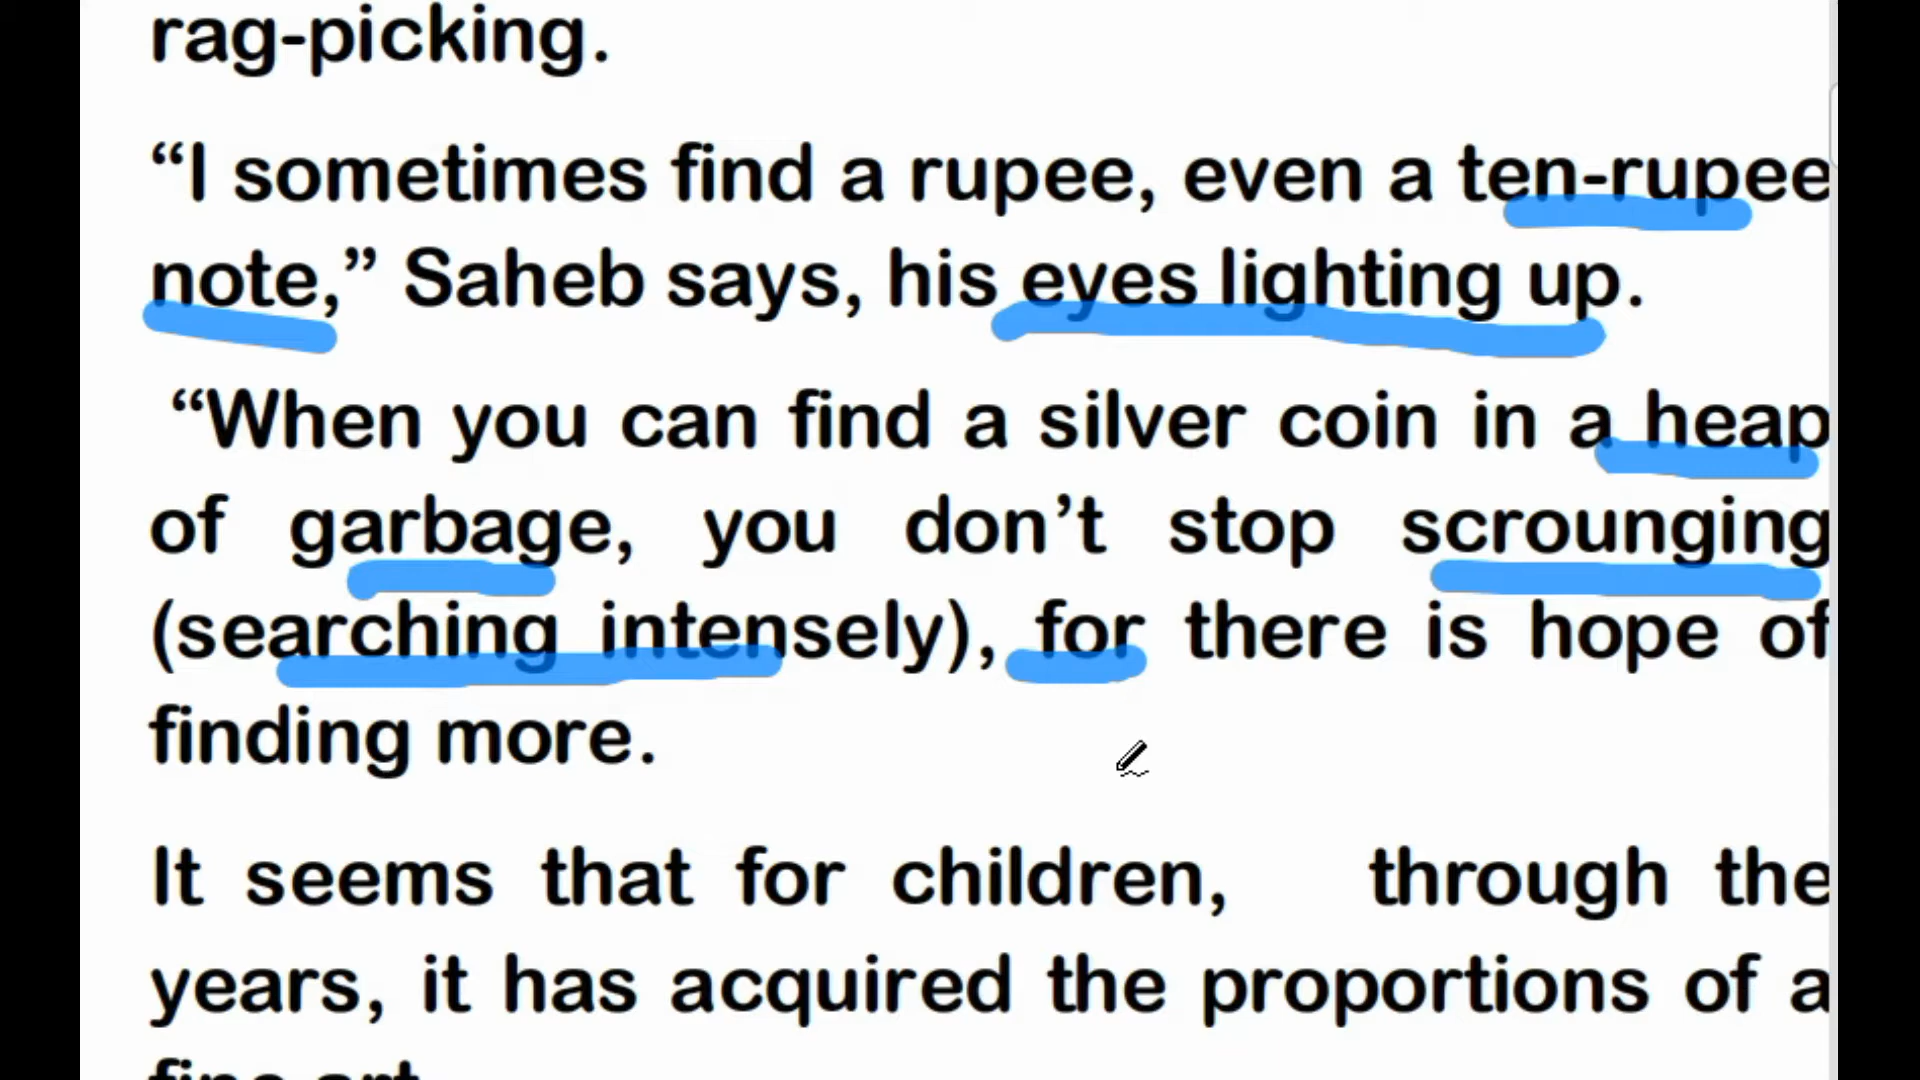 rag-picking.
“I sometimes find a rupee, even a ten-rupee
note,” Saheb says, his eyes lighting up.
“When you can find a silver coin in a heap
of garbage, you don’t stop scrounging
(searching intensely), for there is hope of
finding more.
It seems that for children, through the
years, it has acquired the proportions of a
fine art